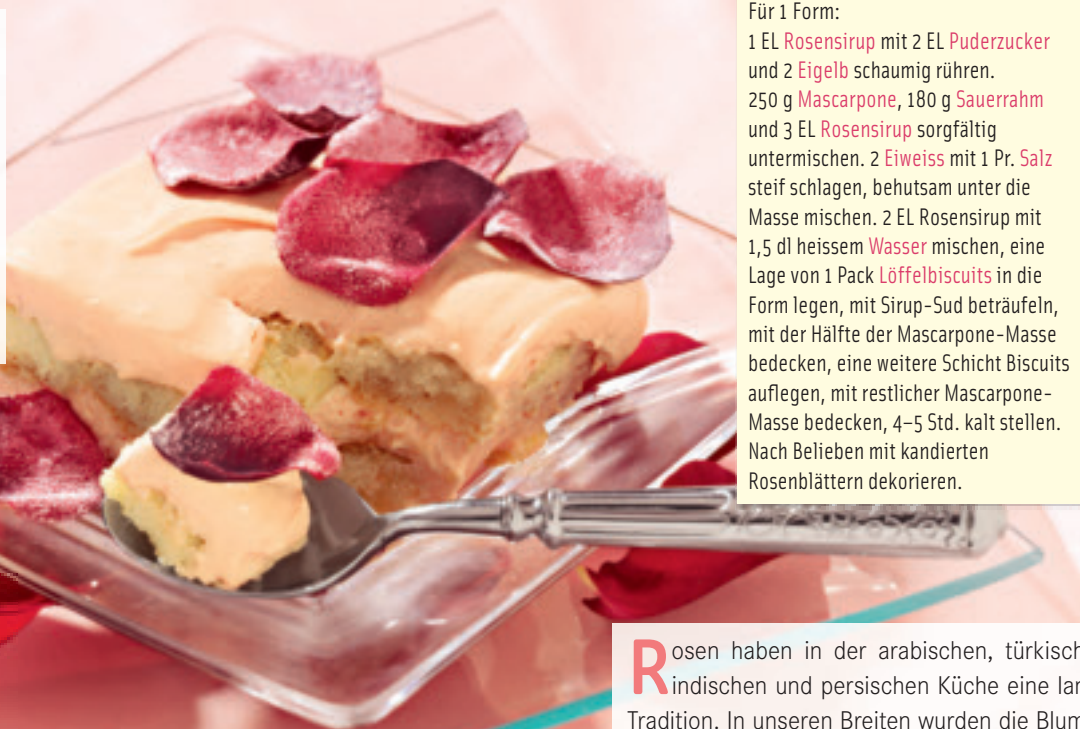 Für 1 Form:
1 EL Rosensirup mit 2 EL Puderzucker
und 2 Eigelb schaumig rühren.
250 g Mascarpone, 180 g Sauerrahm
und 3 EL Rosensirup sorgfältig
untermischen. 2 Eiweiss mit 1 Pr. Salz
steif schlagen, behutsam unter die
Masse mischen. 2 EL Rosensirup mit
1,5 dl heissem Wasser mischen, eine
Lage von 1 Pack Löffelbiscuits in die
Form legen, mit Sirup-Sud beträufeln,
mit der Hälfte der Mascarpone-Masse
bedecken, eine weitere Schicht Biscuits
auflegen, mit restlicher Mascarpone-
Masse bedecken, 4–5 Std. kalt stellen.
Nach Belieben mit kandierten
Rosenblättern dekorieren.
Rosen haben in der arabischen, türkisch
indischen und persischen Küche eine lan
Tradition. In unseren Breiten wurden die Blum